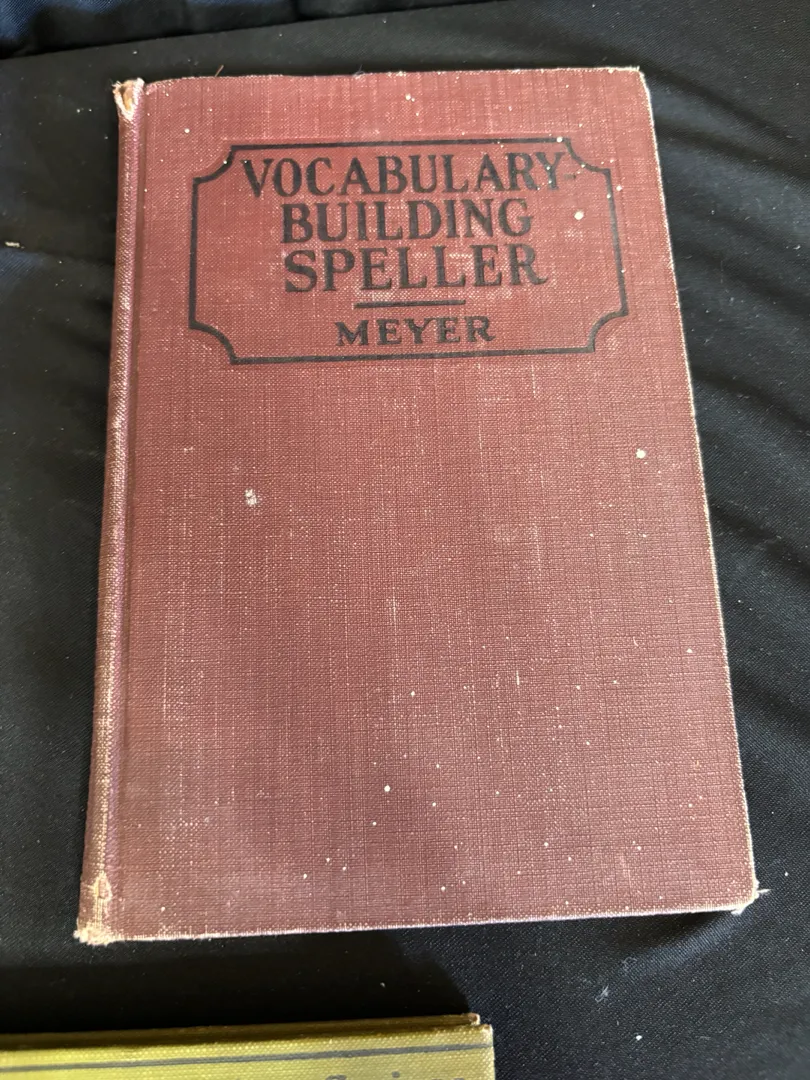 VOCABULARY-
BUILDING
SPELLER
MEYER